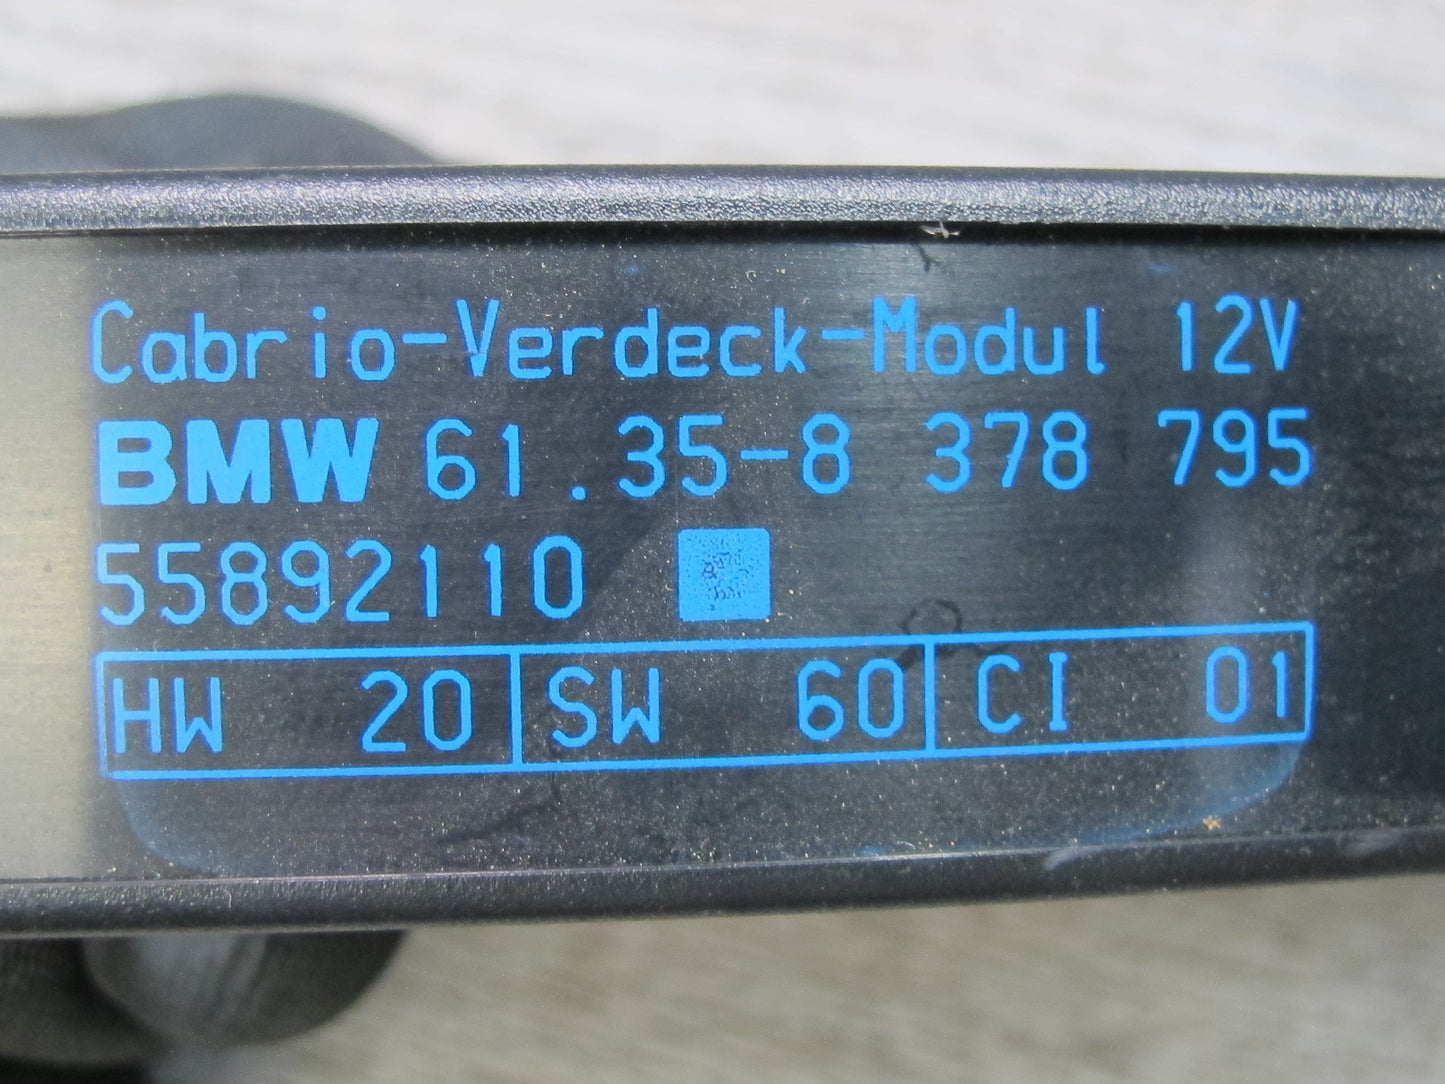 Cabrio-Verdeck-Modul 12V
BMW 61.35-8 378 795
55892110
HW 20 SW 60 CI 01